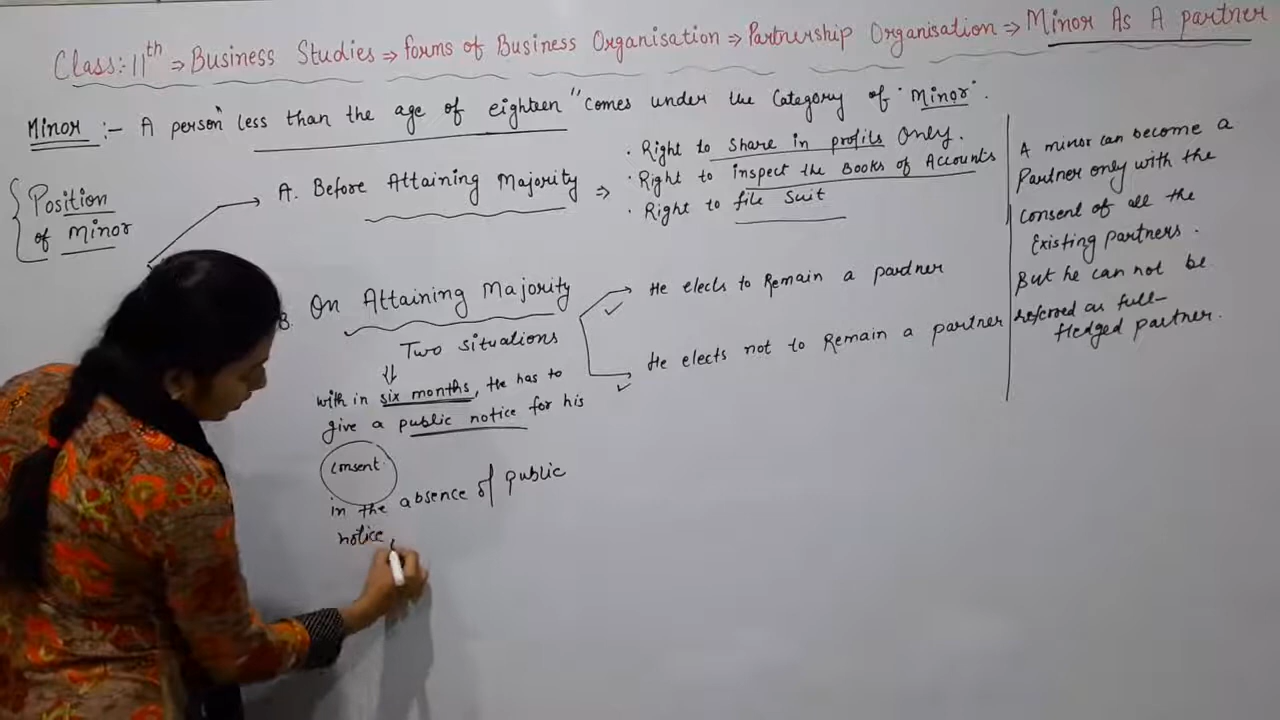 Class: 11th ⇒ Business Studies ⇒ forms of Business Organisation ⇒ Partnership Organisation ⇒ Minor As A partner
Minor :- A person "less than the age of eighteen" comes under the Category of "Minor".
Position
of minor
A. Before Attaining Majority ⇒
• Right to share in profits Only.
• Right to inspect the Books of Accounts
• Right to file suit
A minor can become a
Partner only with the
consent of all the
Existing partners.
But he can not be
referred as full-
fledged partner.
B. On Attaining Majority
Two situations
with in six months, He has to
give a public notice for his
consent.
in the absence of public
notice,
He elects to Remain a partner
He elects not to Remain a partner